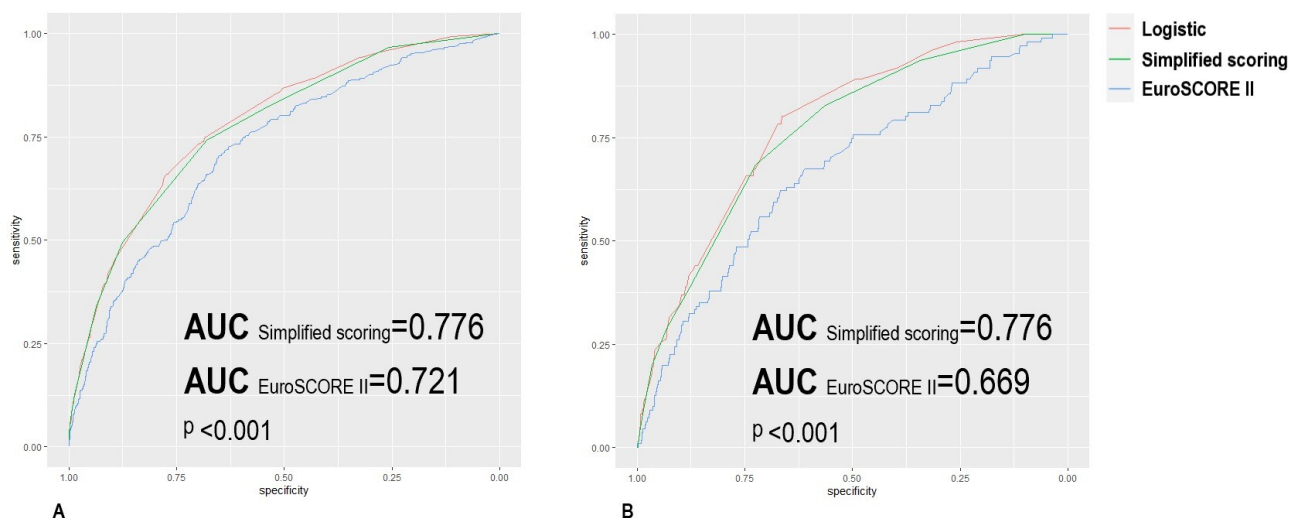 1.00
0.75
0.50
0.25
0.00
sensitivity
AUC Simplified scoring=0.776
AUC EuroSCORE II=0.721
p <0.001
1.00
0.75
0.50
0.25
0.00
specificity
A
1.00
0.75
0.50
0.25
0.00
sensitivity
AUC Simplified scoring=0.776
AUC EuroSCORE II=0.669
p <0.001
1.00
0.75
0.50
0.25
0.00
specificity
B
Logistic
Simplified scoring
EuroSCORE II